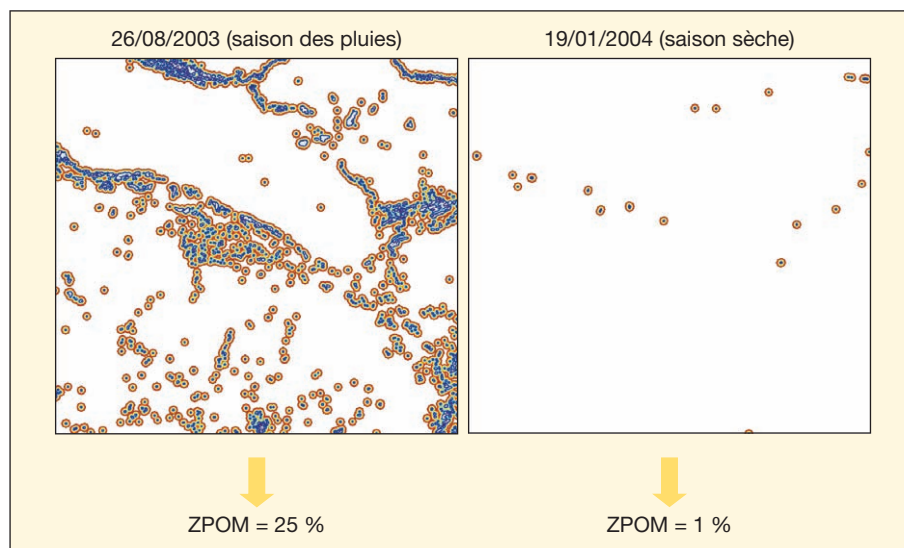 26/08/2003 (saison des pluies)
19/01/2004 (saison sèche)
ZPOM = 25 %
ZPOM = 1 %